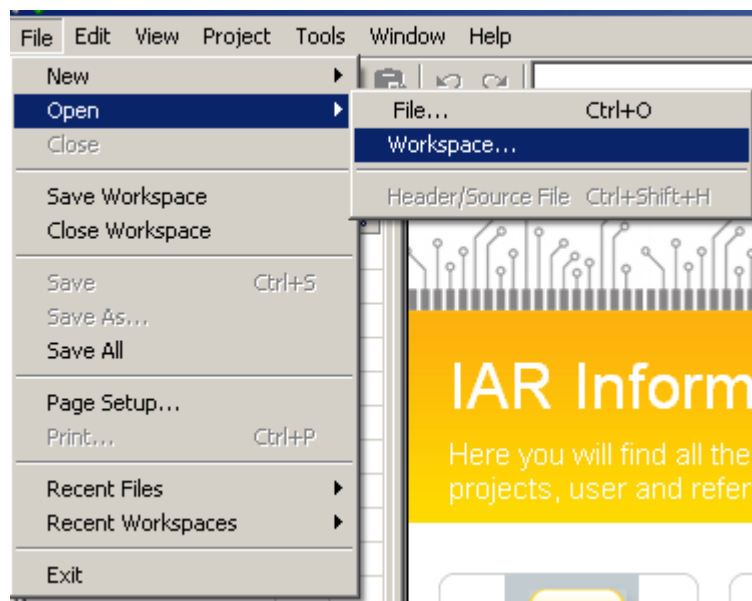 File Edit View Project Tools Window Help
New
Open
Close
Save Workspace
Close Workspace
Save Ctrl+S
Save As...
Save All
Page Setup...
Print... Ctrl+P
Recent Files
Recent Workspaces
Exit
File... Ctrl+O
Workspace...
Header/Source File Ctrl+Shift+H
IAR Inform
Here you will find all the
projects, user and refer